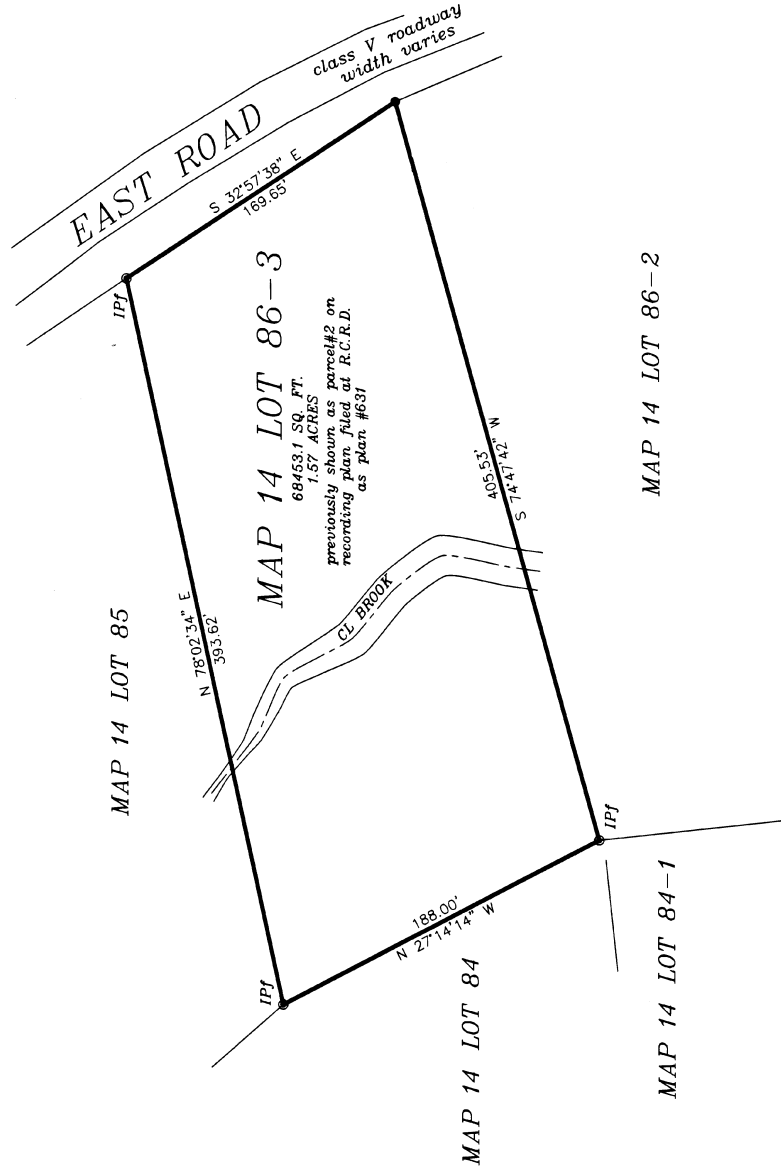 class V roadway
width varies
EAST ROAD
S 32°57'38" E
169.65'
IPf
MAP 14 LOT 86-3
68453.1 SQ. FT.
1.57 ACRES
previously shown as parcel#2 on
recording plan filed at R.C.R.D.
as plan #631
MAP 14 LOT 86-2
405.53'
S 74°47'42" W
CL BROOK
N 78°02'34" E
393.62'
MAP 14 LOT 85
IPf
188.00'
N 27°14'14" W
IPf
MAP 14 LOT 84
MAP 14 LOT 84-1